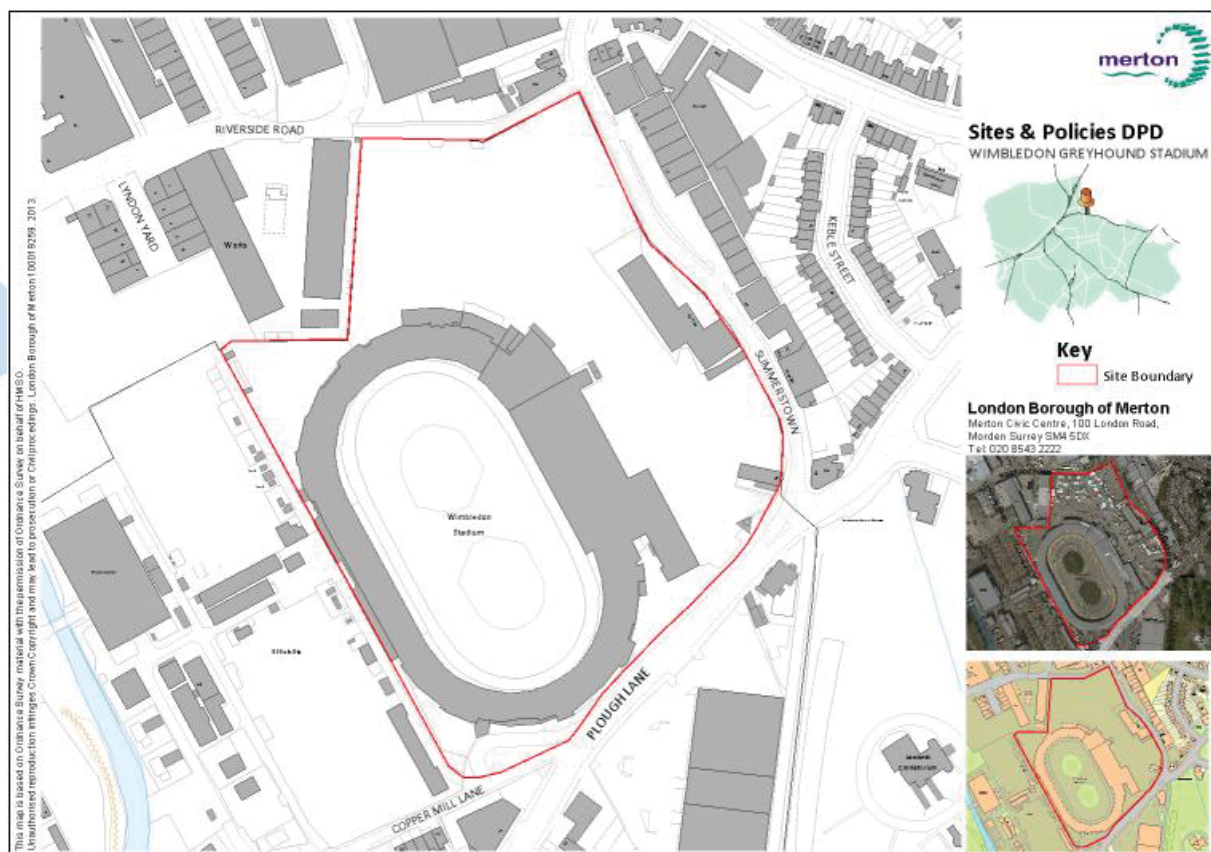 merton
Sites & Policies DPD
WIMBLEDON GREYHOUND STADIUM
Key
Site Boundary
London Borough of Merton
Merton Civic Centre, 100 London Road,
Morden Surrey SM4 5DX
Tel: 020 8543 2222
RIVERSIDE ROAD
LYNDON YARD
Works
KEBLE STREET
SUMMERSTOWN
Wimbledon
Stadium
PLOUGH LANE
COPPER MILL LANE
Crematorium
This map is based on Ordnance Survey material with the permission of Ordnance Survey on behalf of HMSO.
Unauthorised reproduction infringes Crown Copyright and may lead to prosecution or Civil procedings. London Borough of Merton 100019259. 2013.